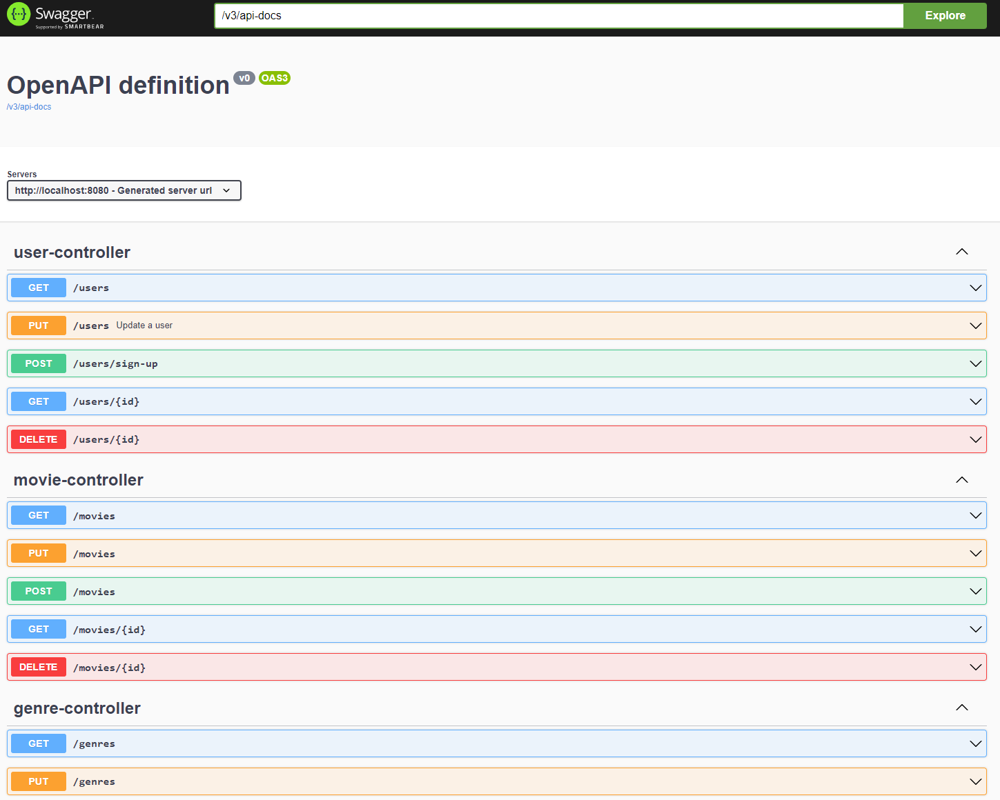 Swagger
Supported by SMARTBEAR
/v3/api-docs
Explore
OpenAPI definition v0 OAS3
/v3/api-docs
Servers
http://localhost:8080 - Generated server url
user-controller
GET /users
PUT /users Update a user
POST /users/sign-up
GET /users/{id}
DELETE /users/{id}
movie-controller
GET /movies
PUT /movies
POST /movies
GET /movies/{id}
DELETE /movies/{id}
genre-controller
GET /genres
PUT /genres